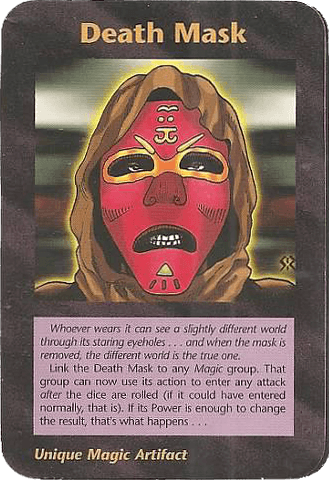 Death Mask
Whoever wears it can see a slightly different world
through its staring eyeholes . . . and when the mask is
removed, the different world is the true one.
Link the Death Mask to any Magic group. That
group can now use its action to enter any attack
after the dice are rolled (if it could have entered
normally, that is). If its Power is enough to change
the result, that's what happens . . .
Unique Magic Artifact